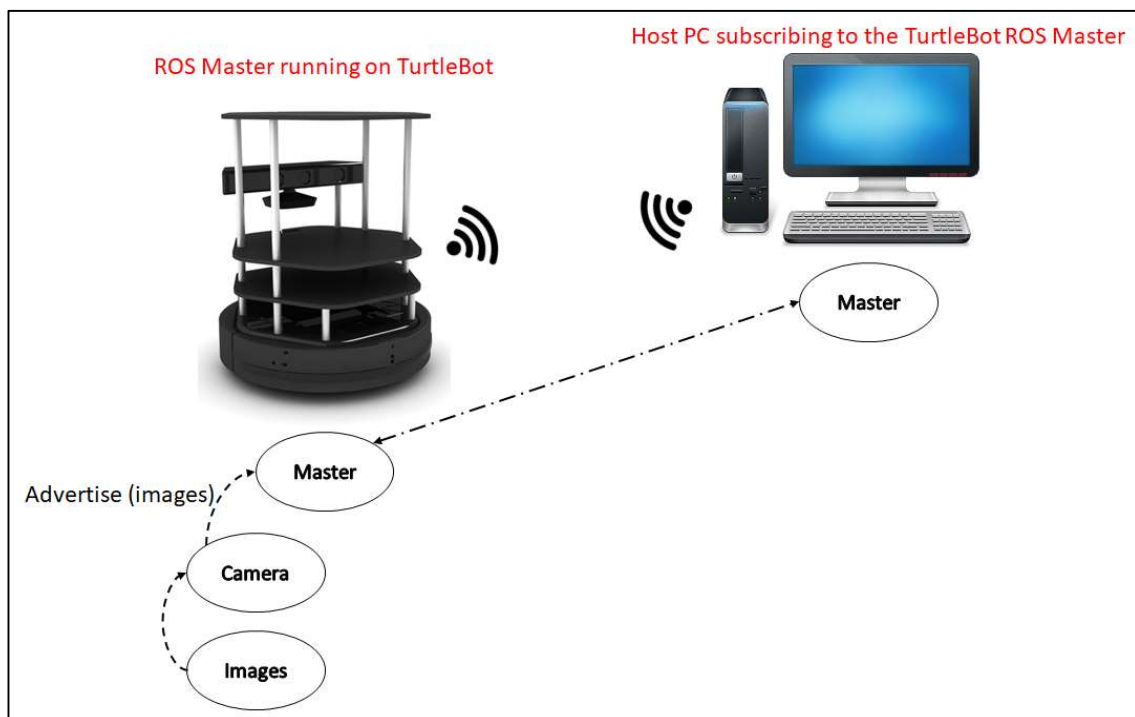 Host PC subscribing to the TurtleBot ROS Master
ROS Master running on TurtleBot
Master
Master
Advertise (images)
Camera
Images